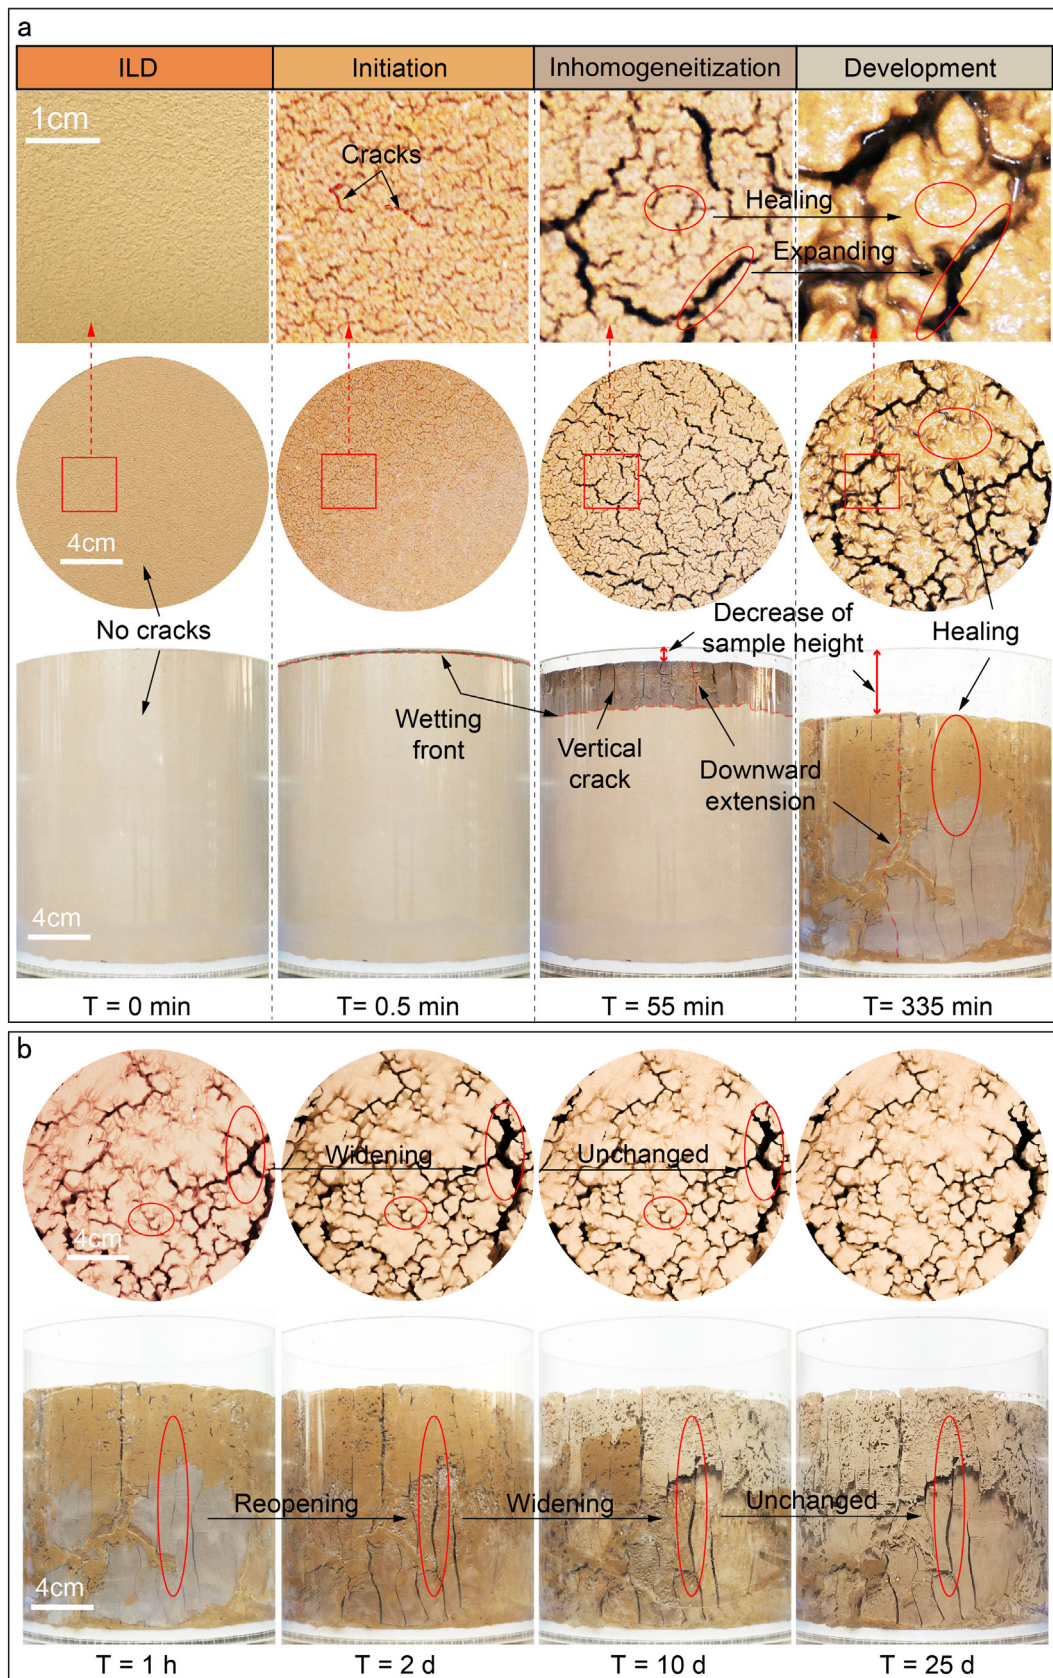 a
ILD
Initiation
Inhomogeneitization
Development
1cm
Cracks
Healing
Expanding
4cm
No cracks
Decrease of
sample height
Healing
Wetting
front
Vertical
crack
Downward
extension
4cm
T = 0 min
T= 0.5 min
T = 55 min
T= 335 min
b
Widening
Unchanged
4cm
Reopening
Widening
Unchanged
4cm
T = 1 h
T = 2 d
T = 10 d
T = 25 d